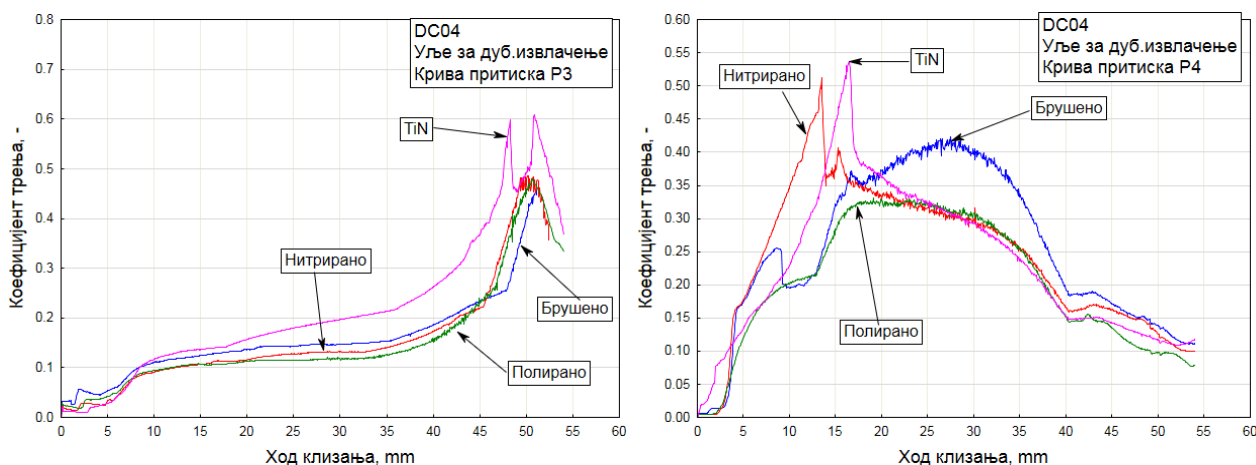 0.8
0.7
0.6
0.5
0.4
0.3
0.2
0.1
0.0
Коефицијент трења, -
DC04
Уље за дуб.извлачење
Крива притиска P3
TiN
Нитрирано
Брушено
Полирано
0 5 10 15 20 25 30 35 40 45 50 55 60
Ход клизања, mm
0.60
0.55
0.50
0.45
0.40
0.35
0.30
0.25
0.20
0.15
0.10
0.05
0.00
Коефицијент трења, -
DC04
Уље за дуб.извлачење
Крива притиска P4
TiN
Нитрирано
Брушено
Полирано
0 5 10 15 20 25 30 35 40 45 50 55 60
Ход клизања, mm